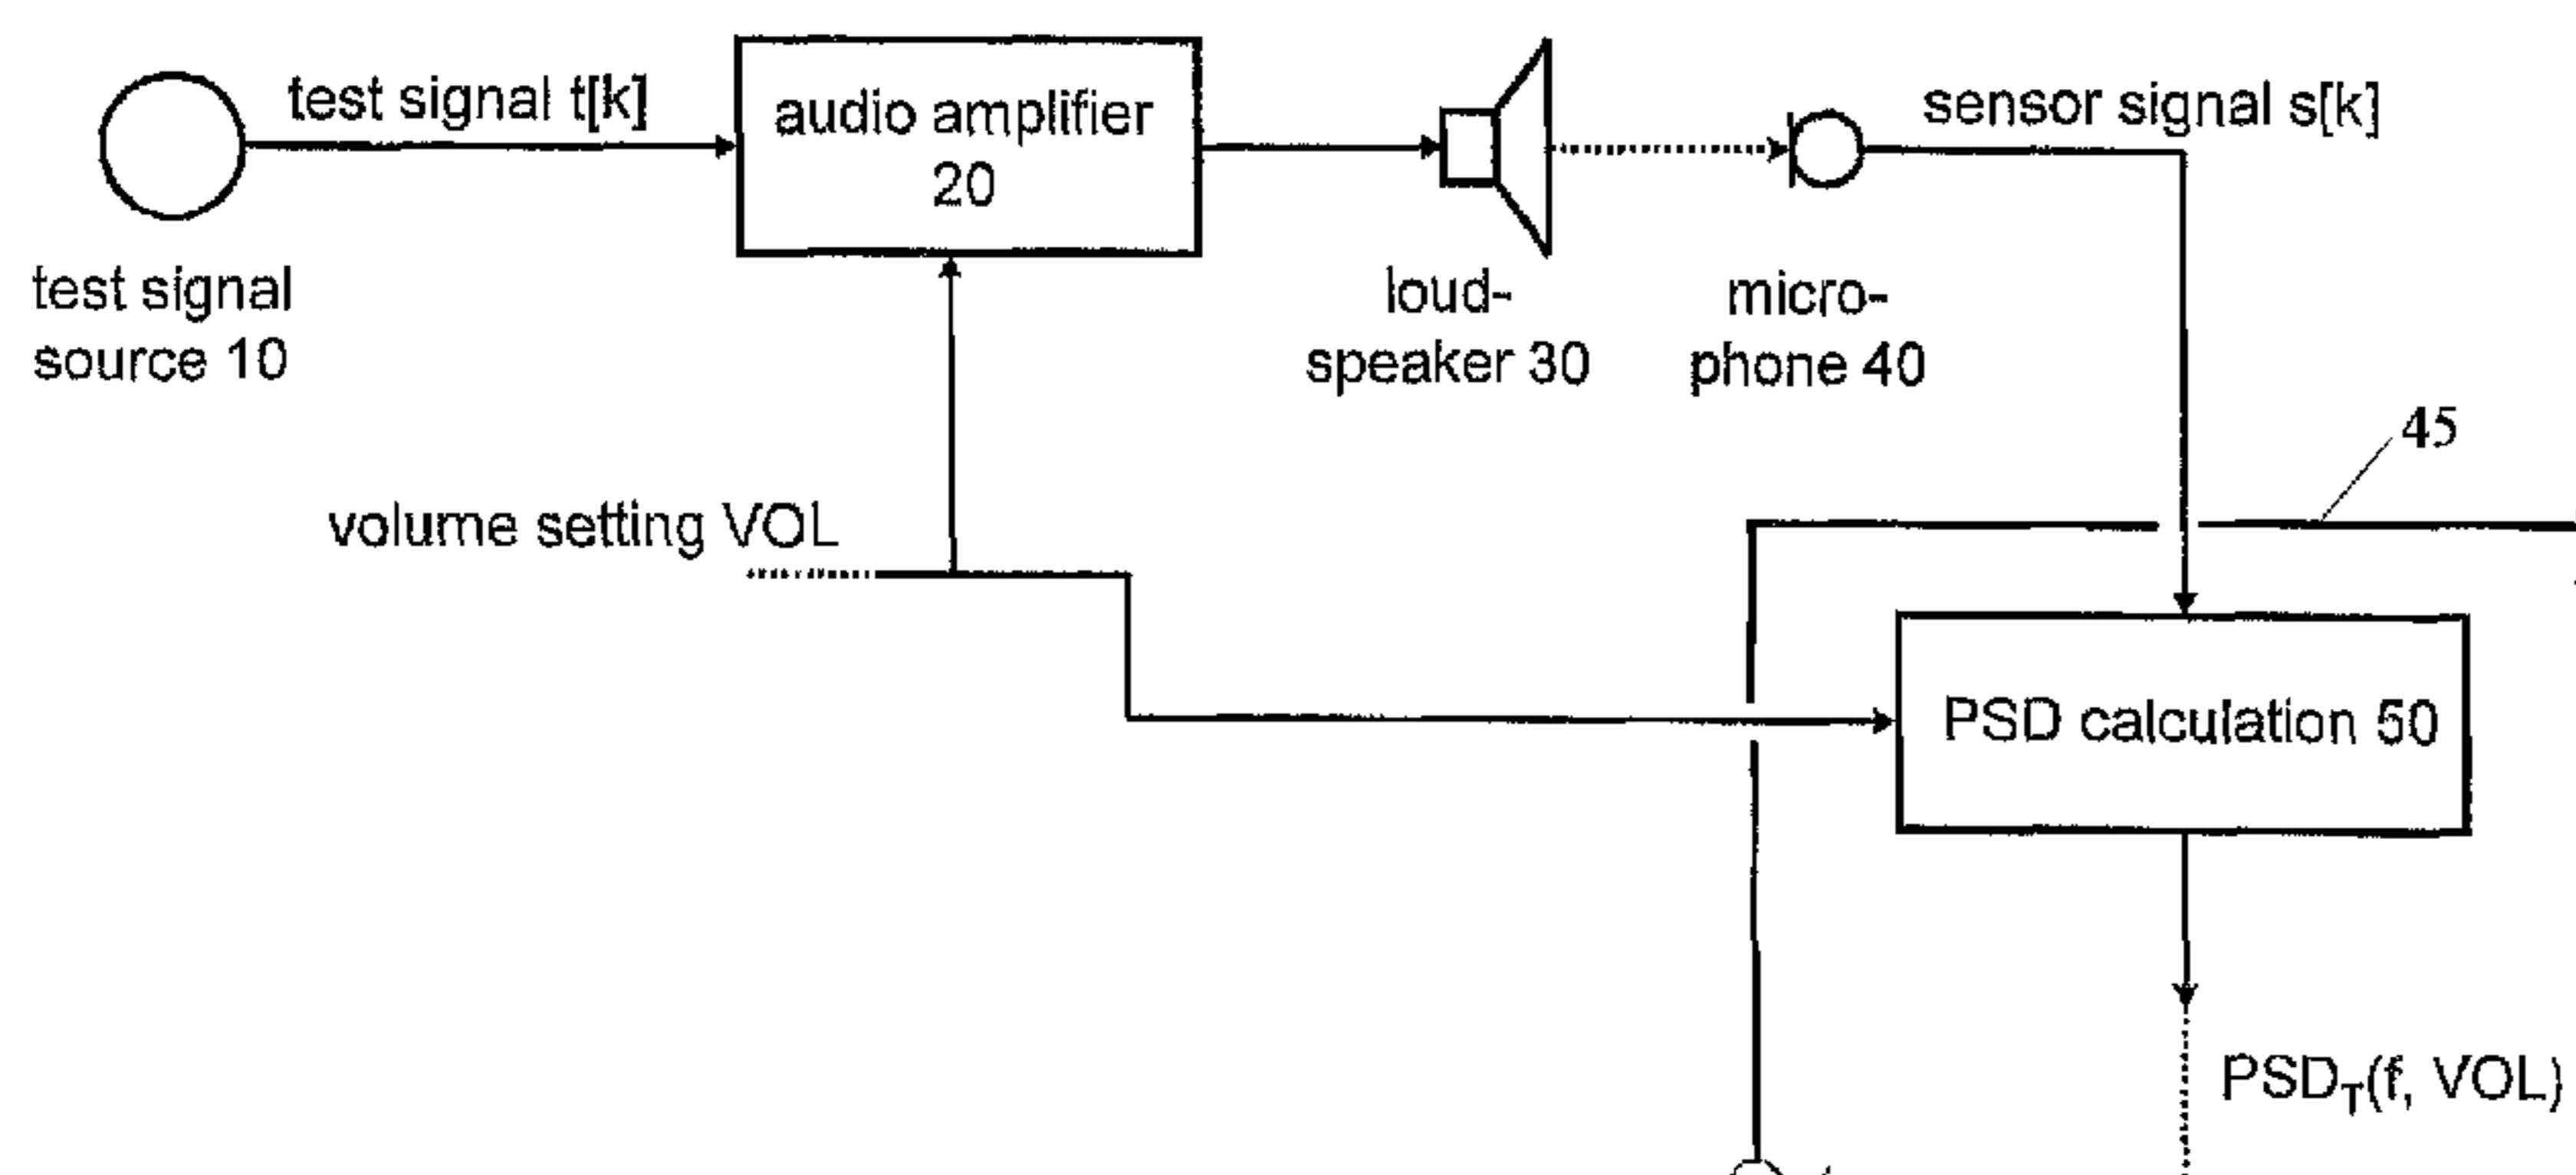 test signal t[k]
audio amplifier
20
sensor signal s[k]
test signal
source 10
loud-
speaker 30
micro-
phone 40
45
volume setting VOL
PSD calculation 50
PSD_T(f, VOL)